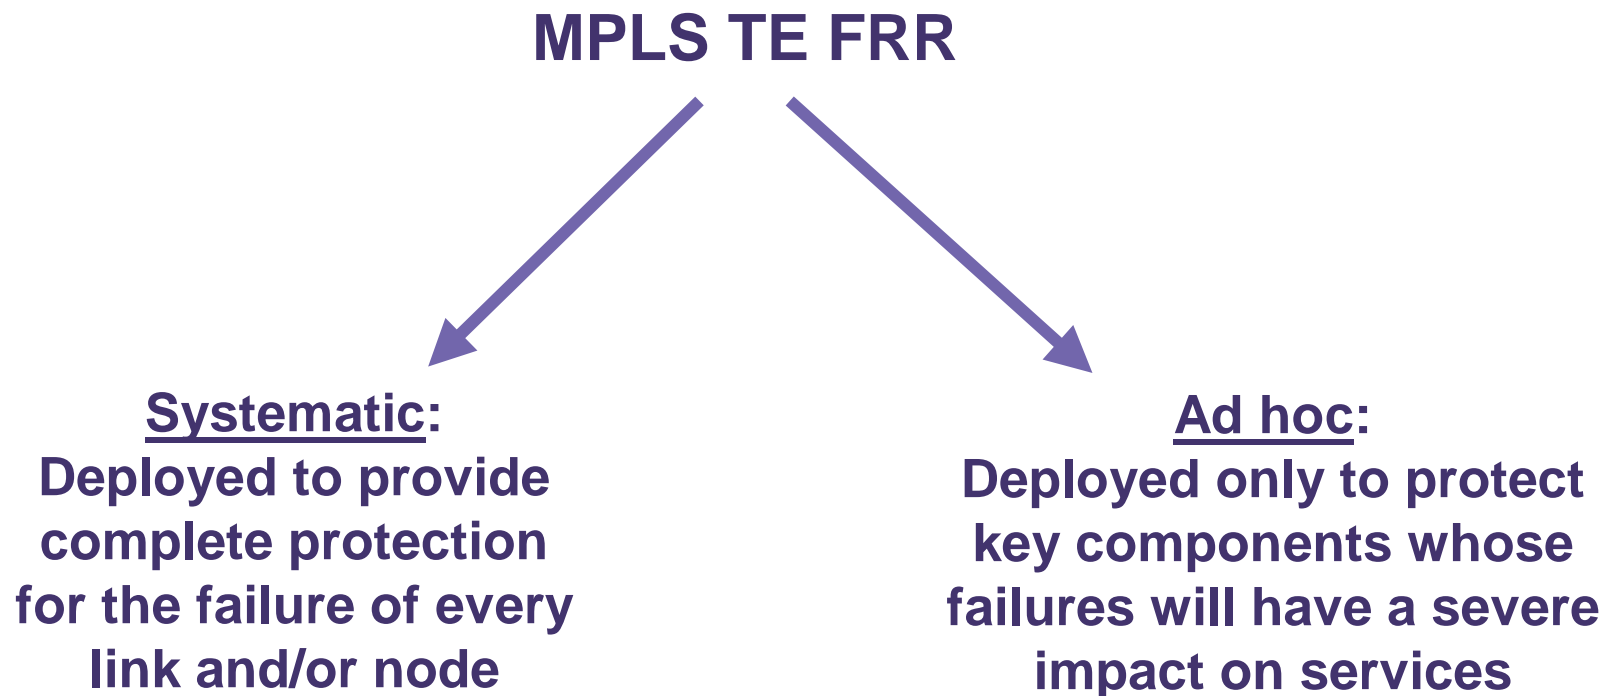 MPLS TE FRR
Systematic:
Deployed to provide
complete protection
for the failure of every
link and/or node
Ad hoc:
Deployed only to protect
key components whose
failures will have a severe
impact on services